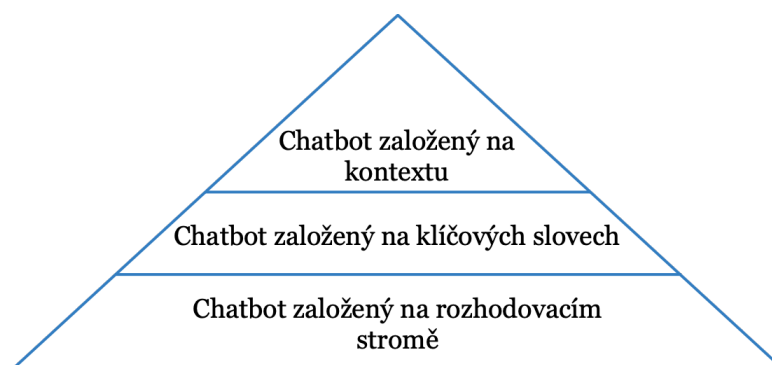 Chatbot založený na
kontextu
Chatbot založený na klíčových slovech
Chatbot založený na rozhodovacím
stromě